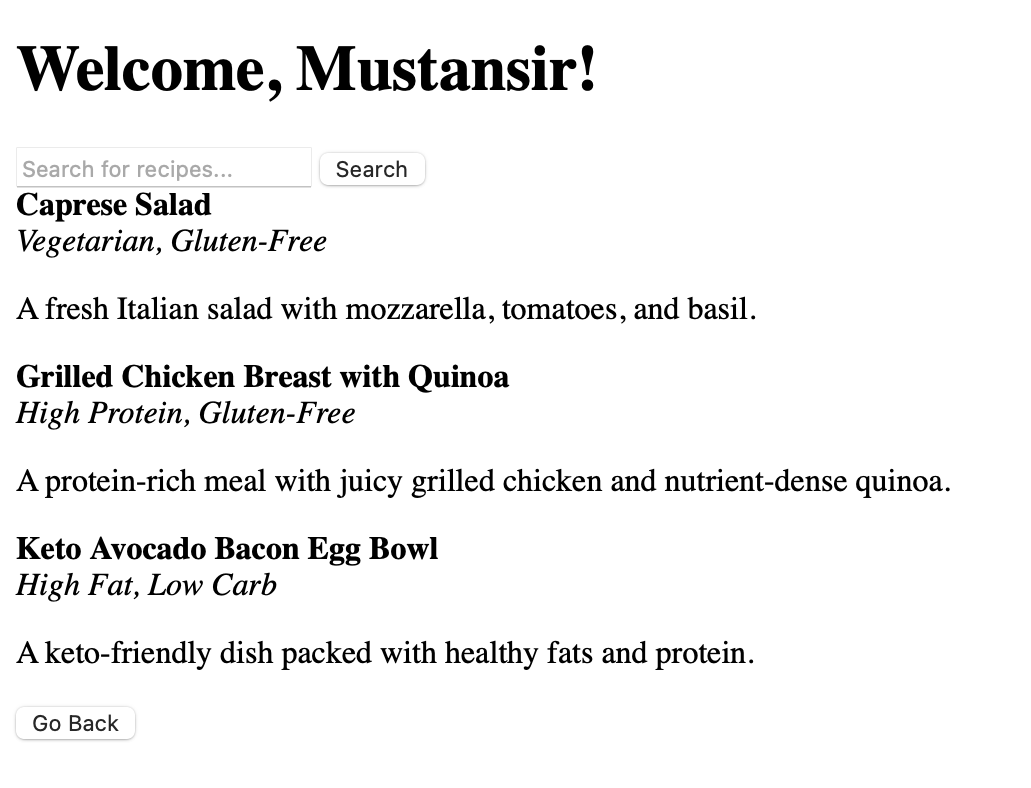 Welcome, Mustansir!
Search for recipes... Search
Caprese Salad
Vegetarian, Gluten-Free
A fresh Italian salad with mozzarella, tomatoes, and basil.
Grilled Chicken Breast with Quinoa
High Protein, Gluten-Free
A protein-rich meal with juicy grilled chicken and nutrient-dense quinoa.
Keto Avocado Bacon Egg Bowl
High Fat, Low Carb
A keto-friendly dish packed with healthy fats and protein.
Go Back